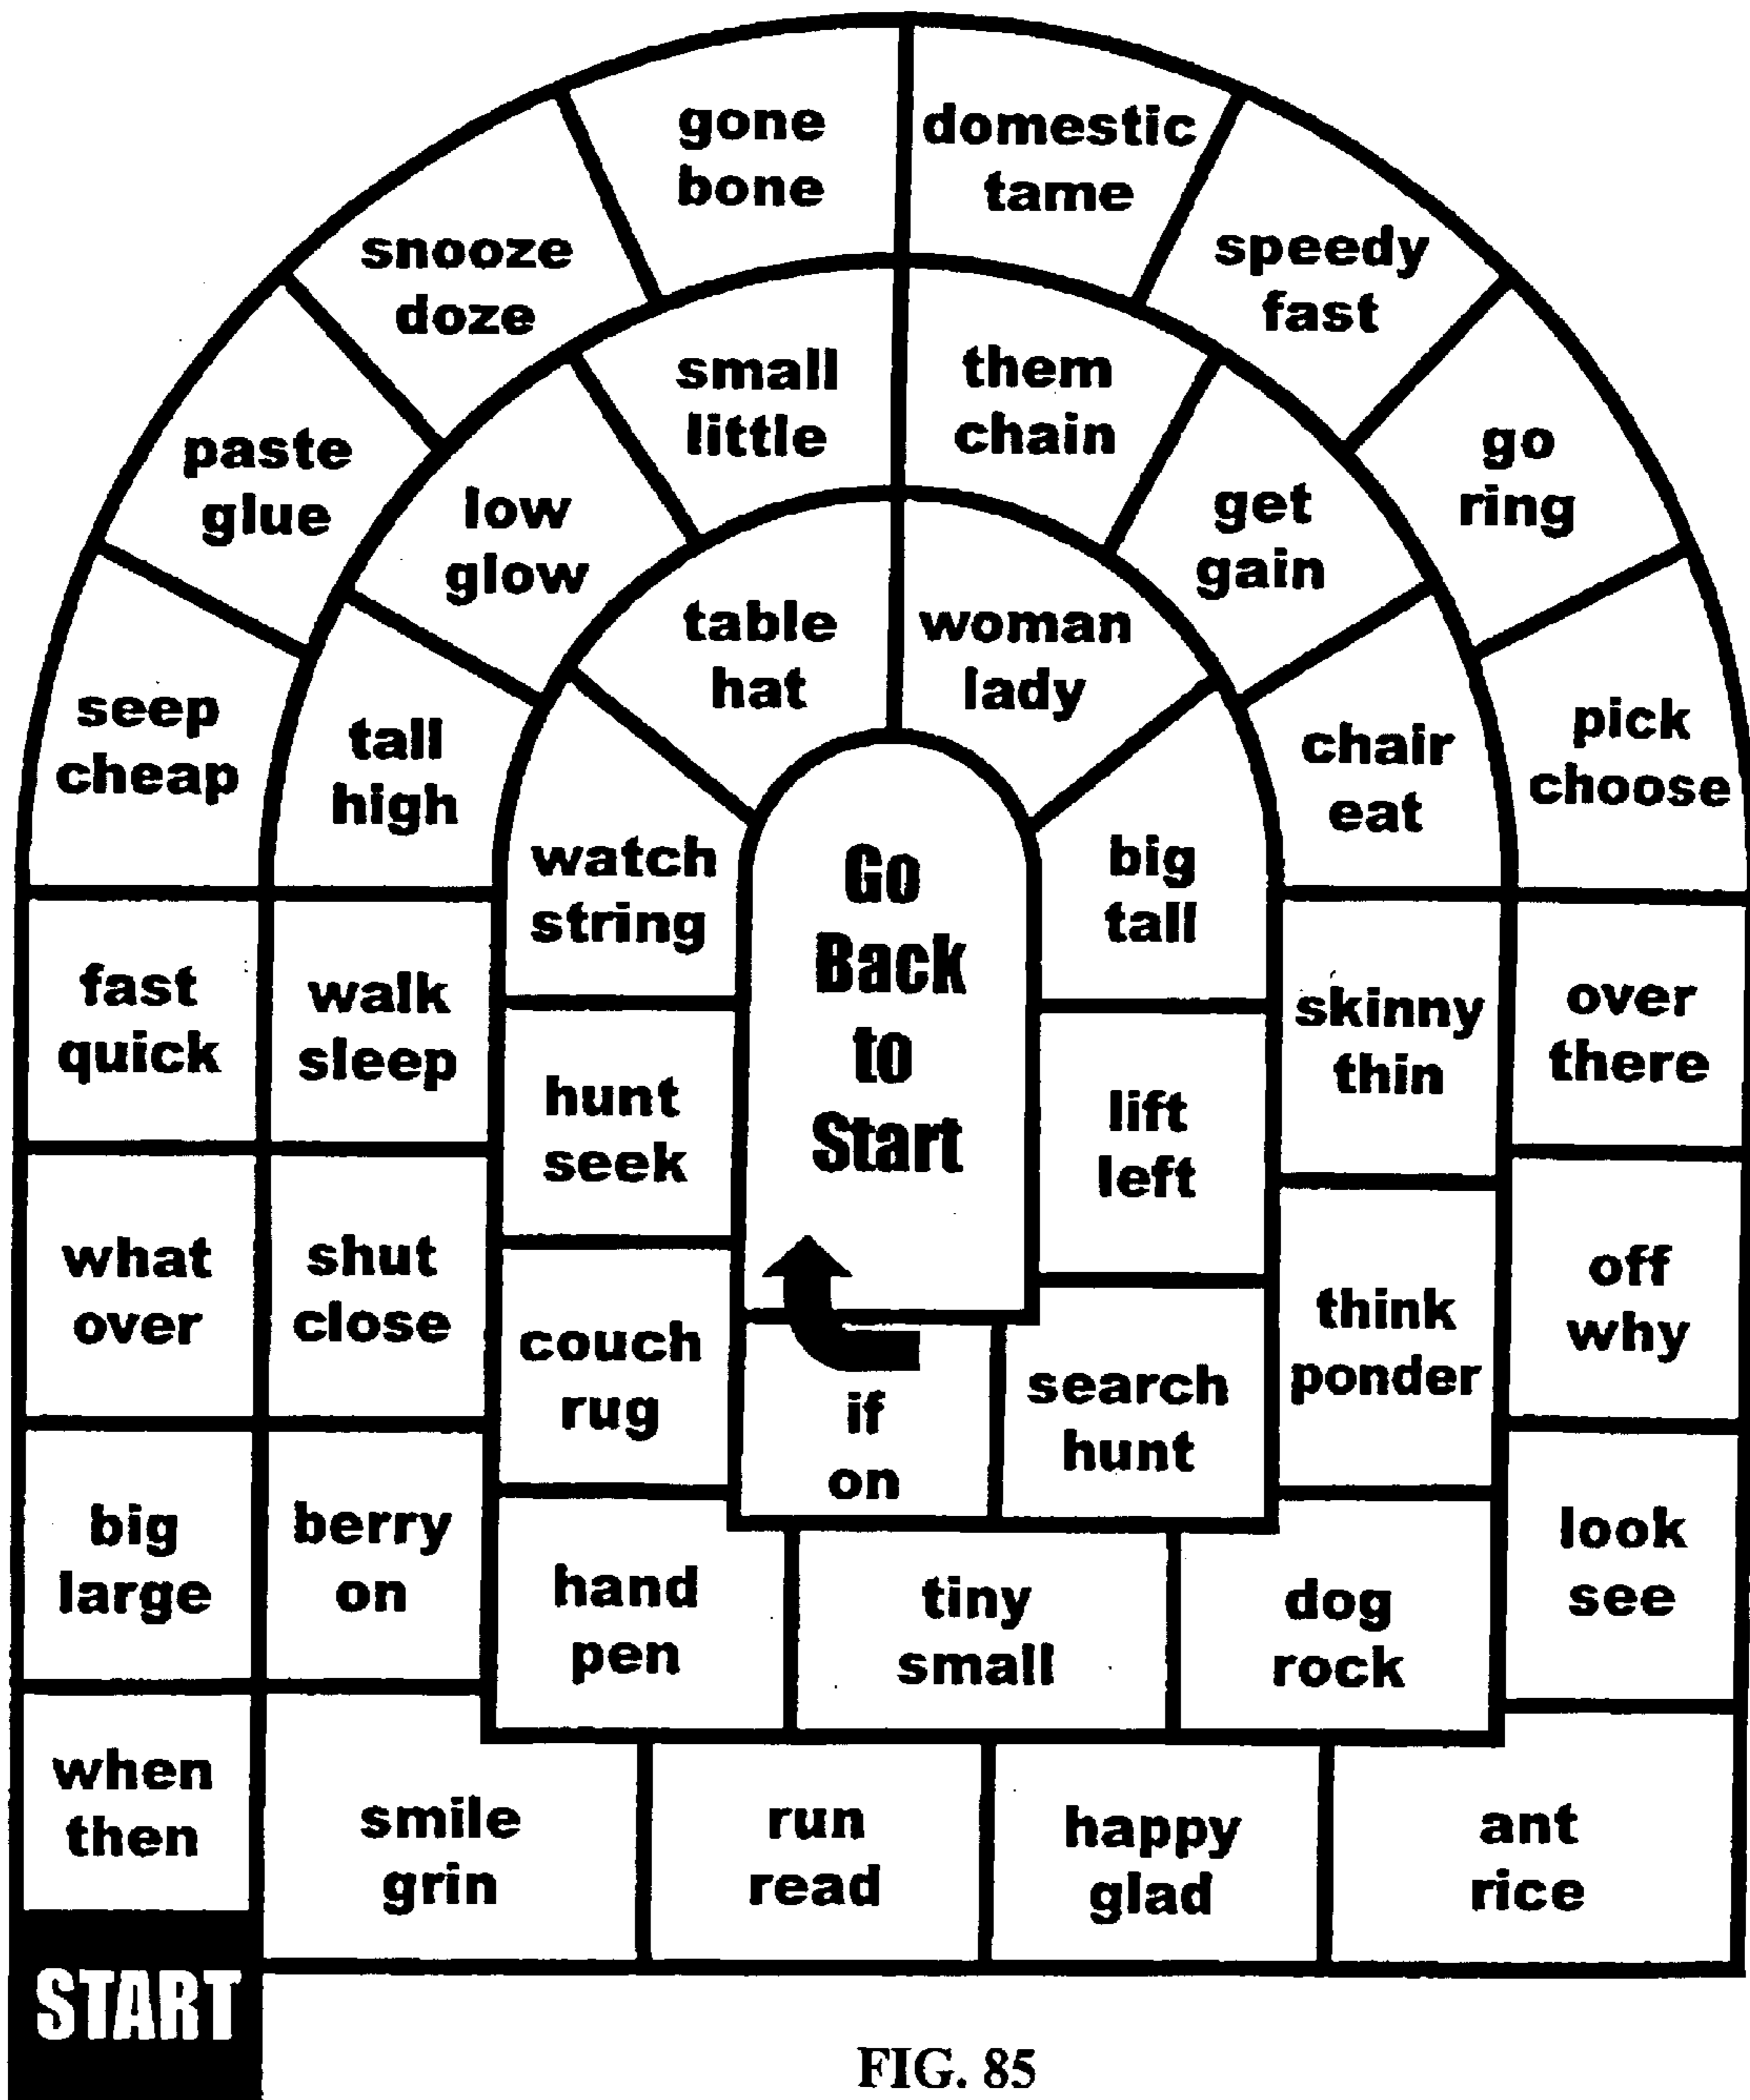 gone
bone
domestic
tame
snooze
doze
speedy
fast
small
little
them
chain
paste
glue
go
ring
low
glow
get
gain
table
hat
woman
lady
seep
cheap
tall
high
chair
eat
pick
choose
watch
string
Go
Back
to
Start
big
tall
fast
quick
walk
sleep
skinny
thin
over
there
hunt
seek
lift
left
what
over
shut
close
couch
rug
if
on
search
hunt
think
ponder
off
why
big
large
berry
on
hand
pen
tiny
small
dog
rock
look
see
when
then
smile
grin
run
read
happy
glad
ant
rice
START
FIG. 85